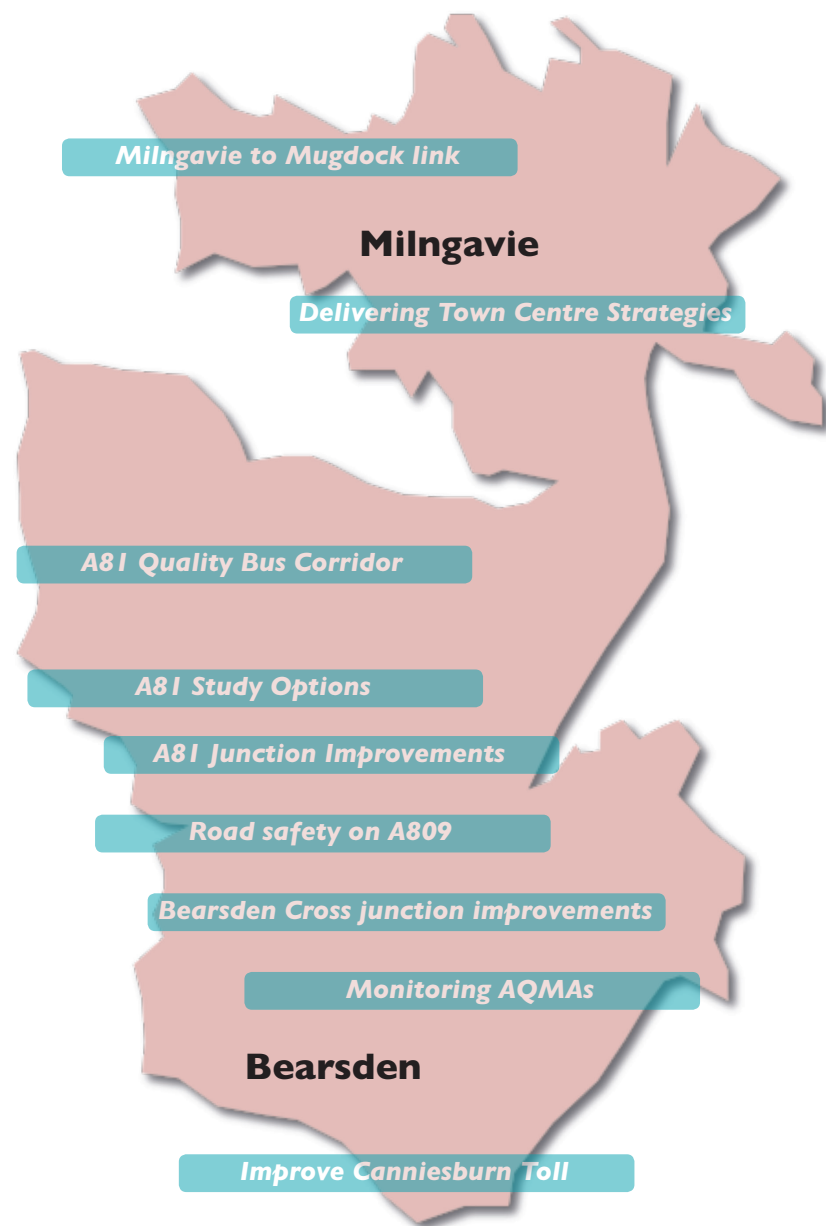 Milngavie to Mugdock link
Milngavie
Delivering Town Centre Strategies
A81 Quality Bus Corridor
A81 Study Options
A81 Junction Improvements
Road safety on A809
Bearsden Cross junction improvements
Monitoring AQMAs
Bearsden
Improve Canniesburn Toll